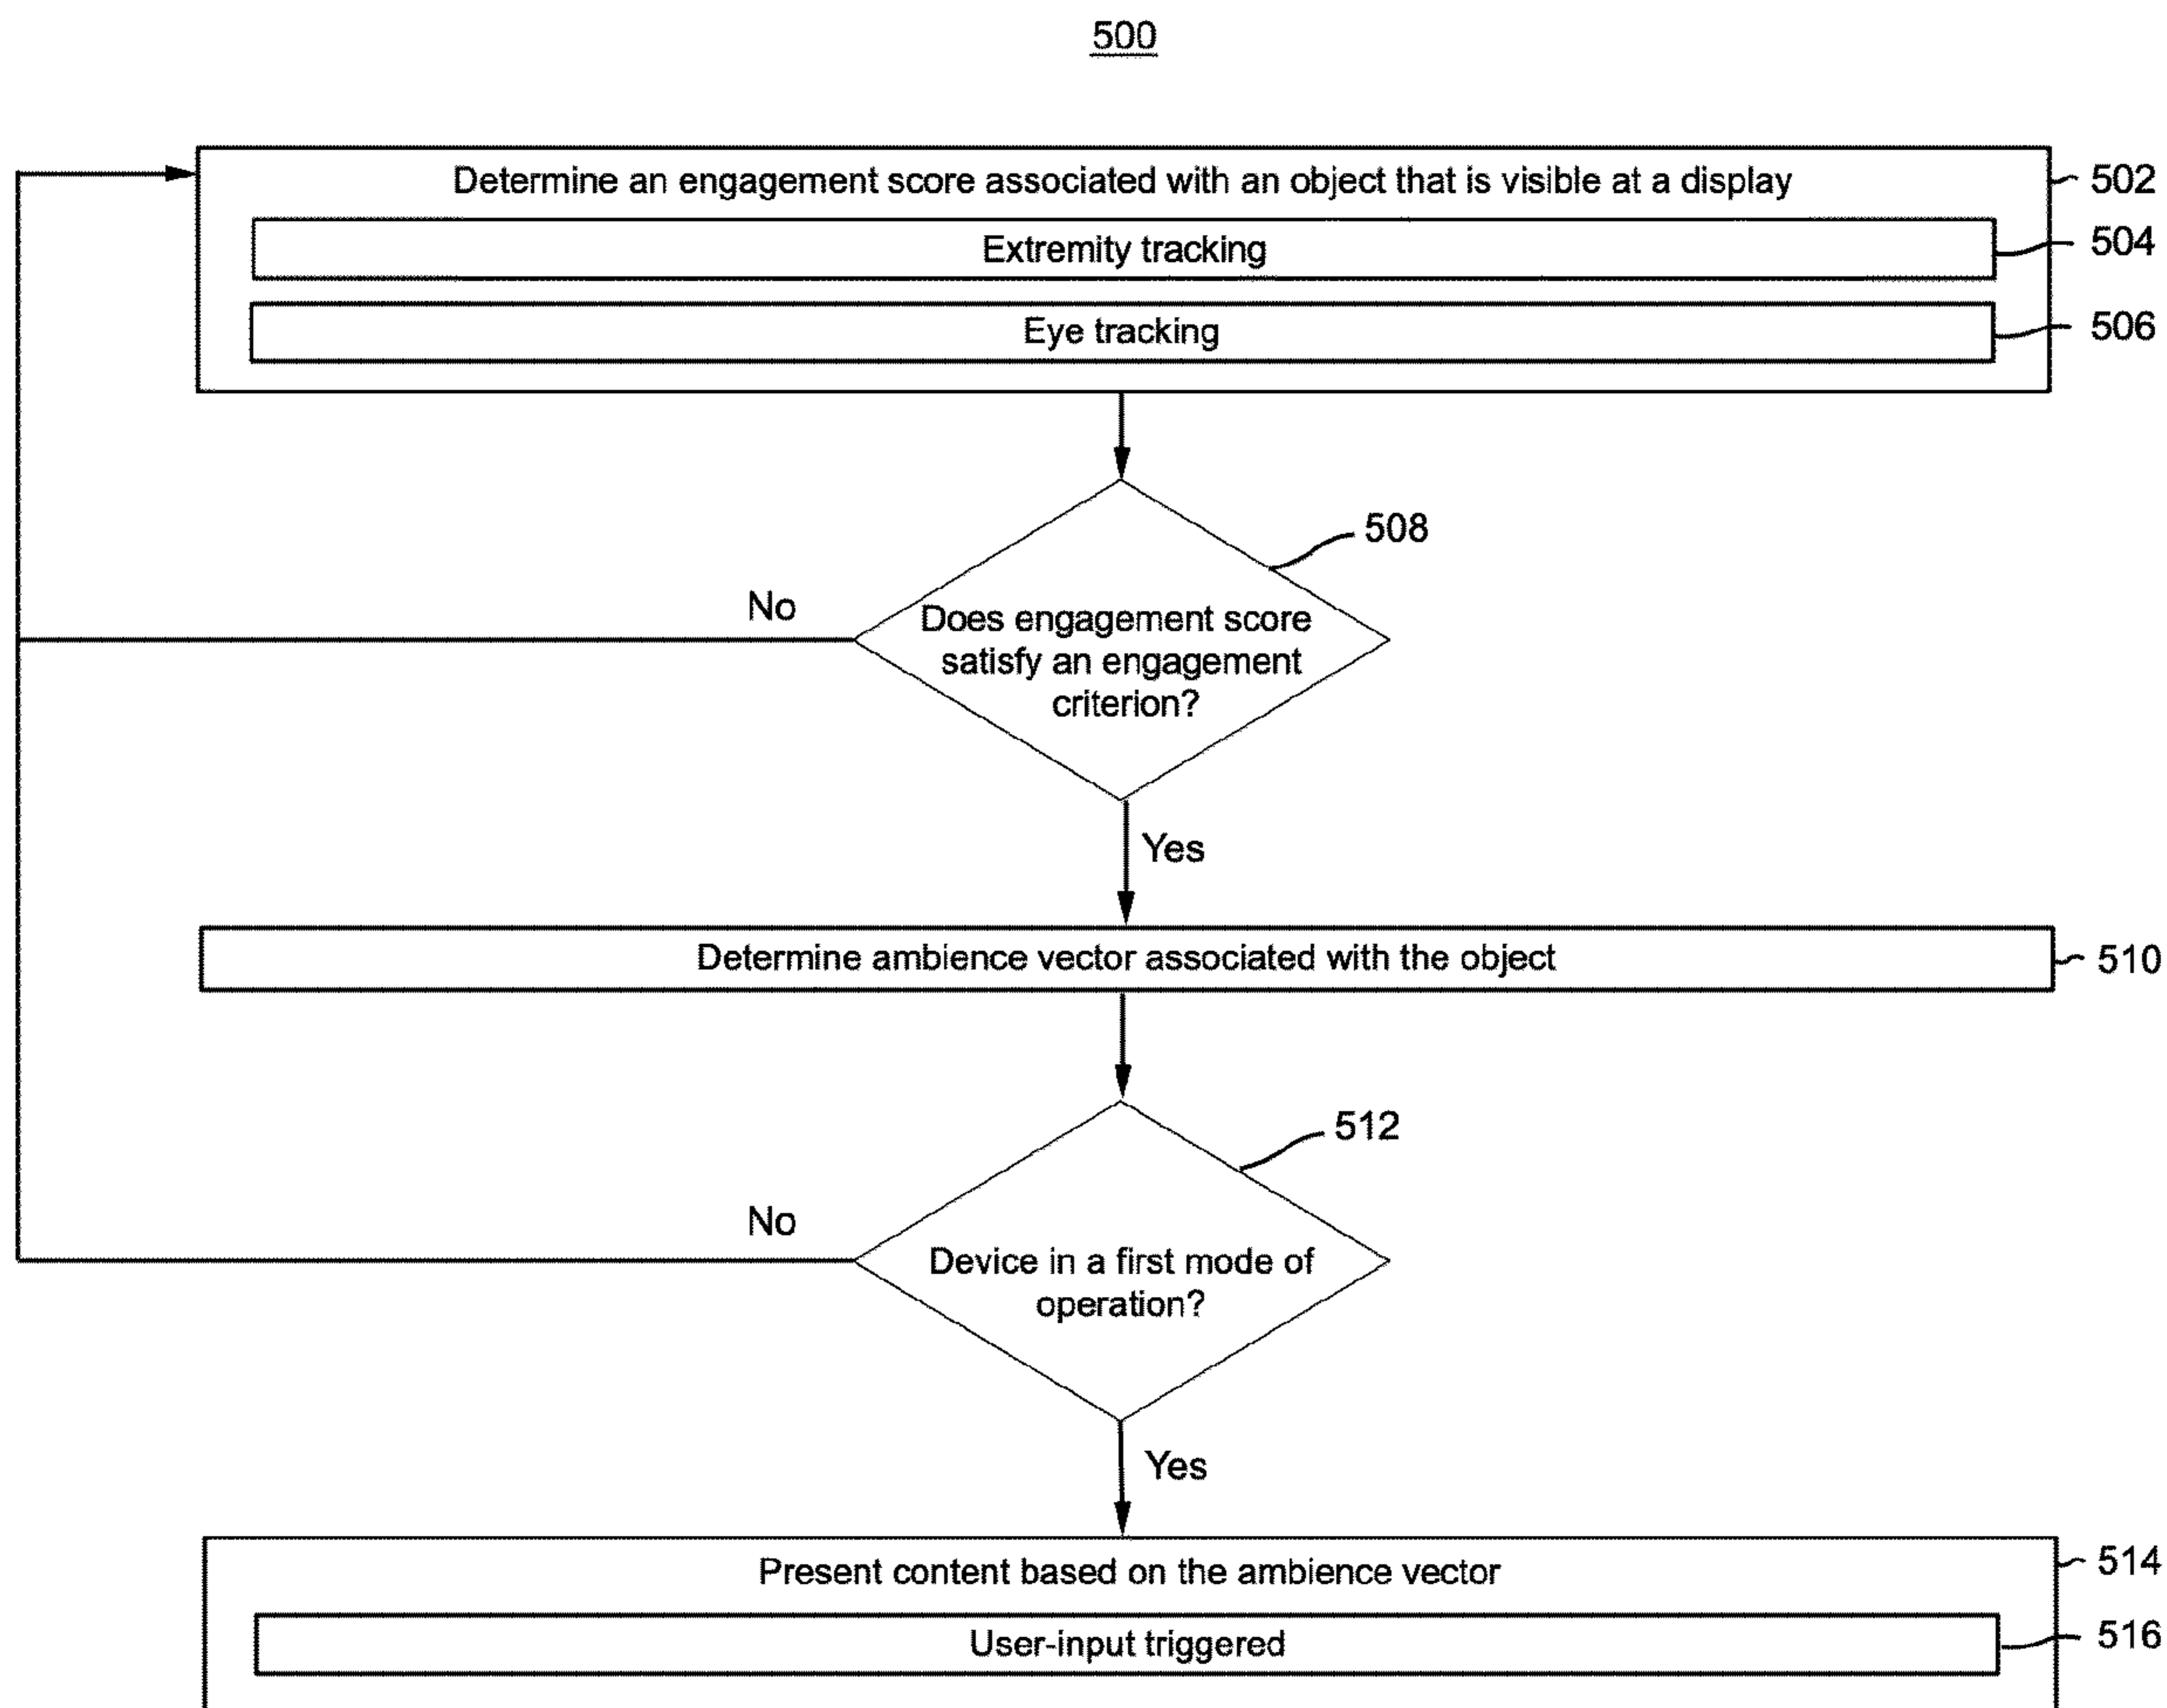 500
Determine an engagement score associated with an object that is visible at a display
502
Extremity tracking
504
Eye tracking
506
508
No
Does engagement score
satisfy an engagement
criterion?
Yes
Determine ambience vector associated with the object
510
512
No
Device in a first mode of
operation?
Yes
Present content based on the ambience vector
514
User-input triggered
516